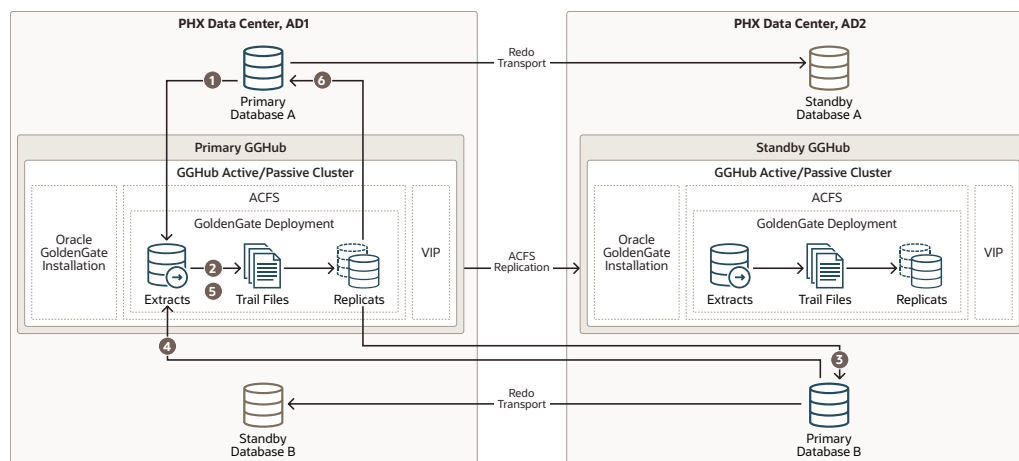 PHX Data Center, AD1
PHX Data Center, AD2
Redo
Transport
1
6
Primary
Database A
Standby
Database A
Primary GGHub
GGHub Active/Passive Cluster
ACFS
GoldenGate Deployment
Oracle
GoldenGate
Installation
VIP
2
5
Extracts
Trail Files
Replicats
ACFS
Replication
Standby GGHub
GGHub Active/Passive Cluster
ACFS
GoldenGate Deployment
Oracle
GoldenGate
Installation
VIP
Extracts
Trail Files
Replicats
4
3
Redo
Transport
Standby
Database B
Primary
Database B